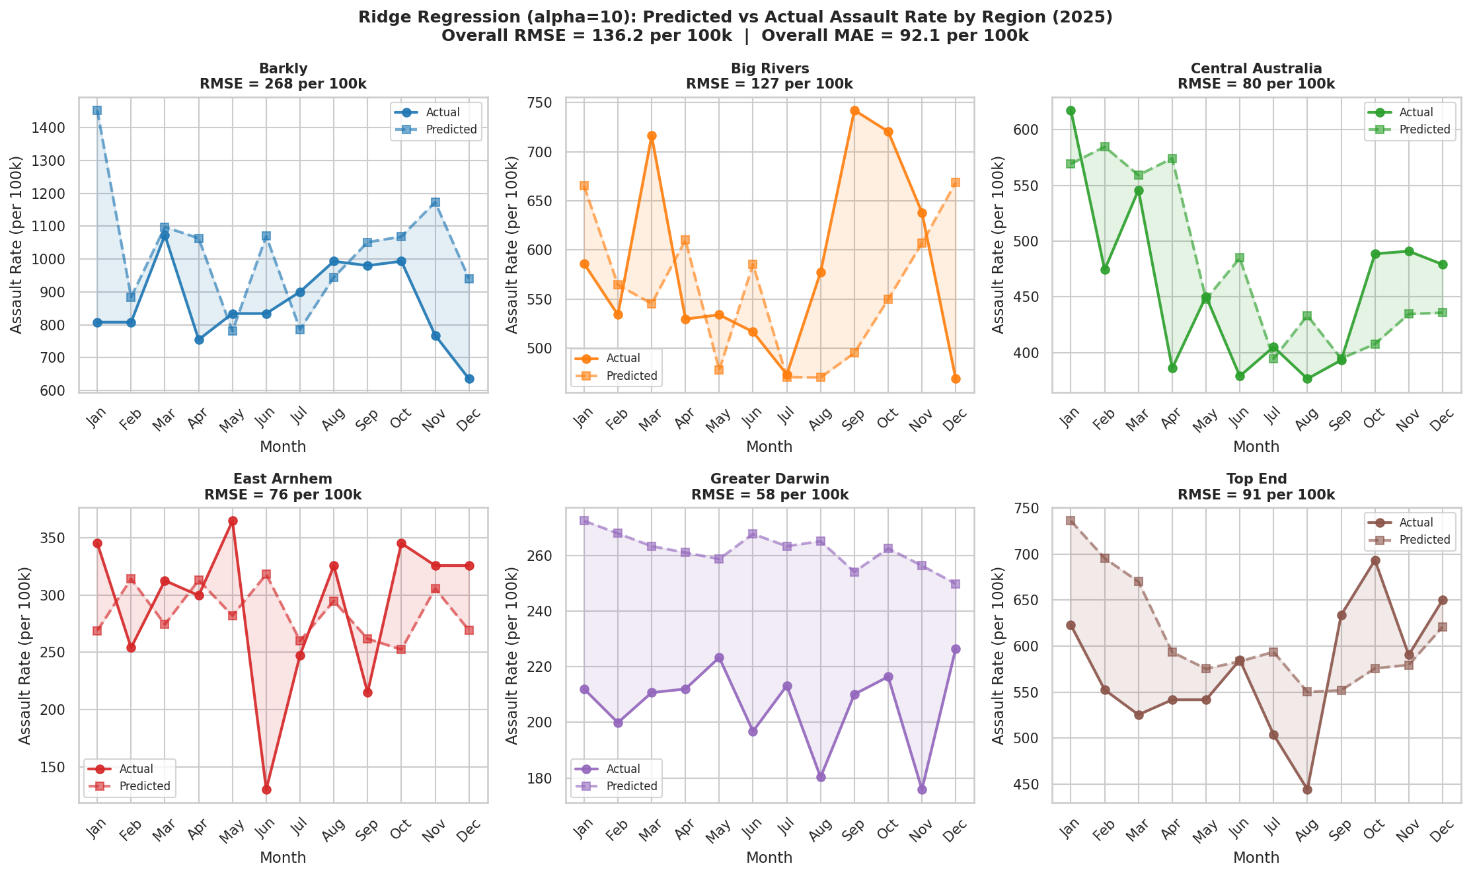 Ridge Regression (alpha=10): Predicted vs Actual Assault Rate by Region (2025)
Overall RMSE = 136.2 per 100k | Overall MAE = 92.1 per 100k
Barkly
RMSE = 268 per 100k
Assault Rate (per 100k)
1400
1300
1200
1100
1000
900
800
700
600
Actual
Predicted
Jan Feb Mar Apr May Jun Jul Aug Sep Oct Nov Dec
Month
Big Rivers
RMSE = 127 per 100k
Assault Rate (per 100k)
750
700
650
600
550
500
Actual
Predicted
Jan Feb Mar Apr May Jun Jul Aug Sep Oct Nov Dec
Month
Central Australia
RMSE = 80 per 100k
Assault Rate (per 100k)
600
550
500
450
400
Actual
Predicted
Jan Feb Mar Apr May Jun Jul Aug Sep Oct Nov Dec
Month
East Arnhem
RMSE = 76 per 100k
Assault Rate (per 100k)
350
300
250
200
150
Actual
Predicted
Jan Feb Mar Apr May Jun Jul Aug Sep Oct Nov Dec
Month
Greater Darwin
RMSE = 58 per 100k
Assault Rate (per 100k)
260
240
220
200
180
Actual
Predicted
Jan Feb Mar Apr May Jun Jul Aug Sep Oct Nov Dec
Month
Top End
RMSE = 91 per 100k
Assault Rate (per 100k)
750
700
650
600
550
500
450
Actual
Predicted
Jan Feb Mar Apr May Jun Jul Aug Sep Oct Nov Dec
Month